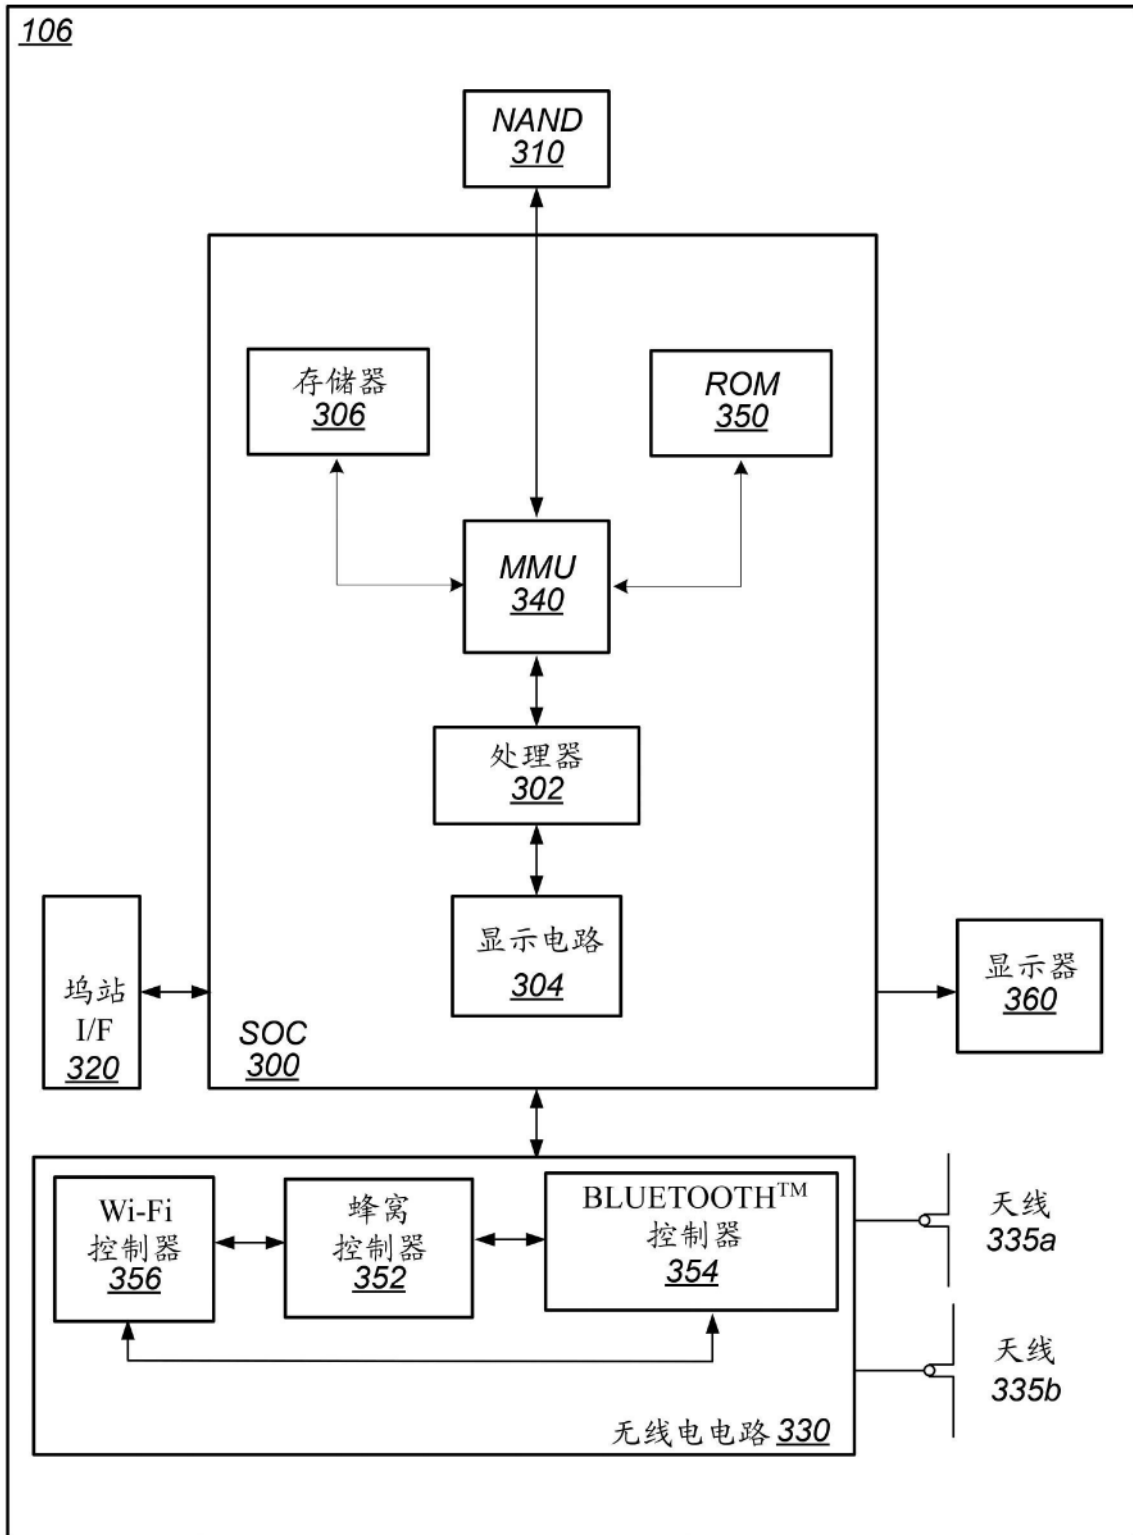 106
NAND
310
存储器
306
ROM
350
MMU
340
处理器
302
显示电路
304
SOC
300
坞站
I/F
320
显示器
360
Wi-Fi
控制器
356
蜂窝
控制器
352
BLUETOOTH™
控制器
354
天线
335a
天线
335b
无线电电路 330